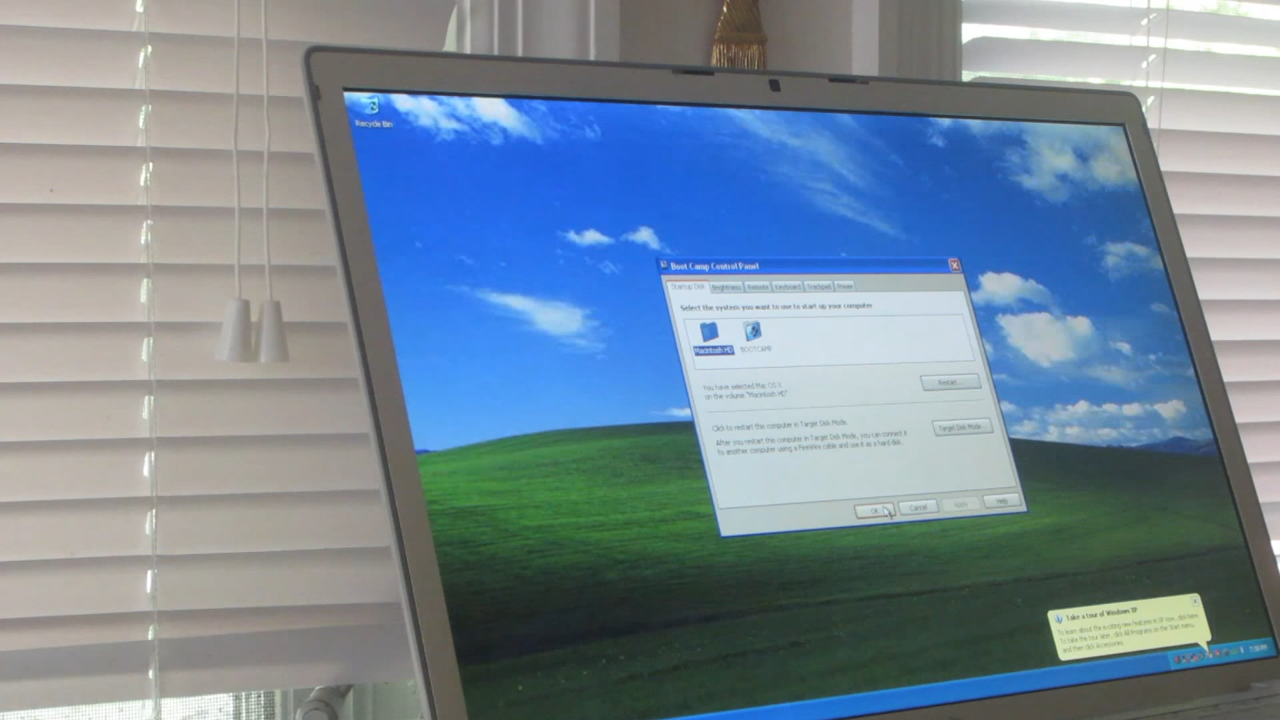 Recycle Bin
Boot Camp Control Panel
Startup Disk Brightness Remote Keyboard Trackpad Power
Select the system you want to use to start up your computer
Macintosh HD BOOTCAMP
You have selected Mac OS X
on the volume "Macintosh HD"
Restart...
Click to restart this computer in Target Disk Mode.
Target Disk Mode...
After you restart this computer in Target Disk Mode, you can connect it
to another computer using a FireWire cable and use it as a hard disk.
OK Cancel Apply Help
Take a tour of Windows XP
To learn about the exciting new features in XP now, click here.
To take the tour later, click All Programs on the Start menu,
and then click Accessories.